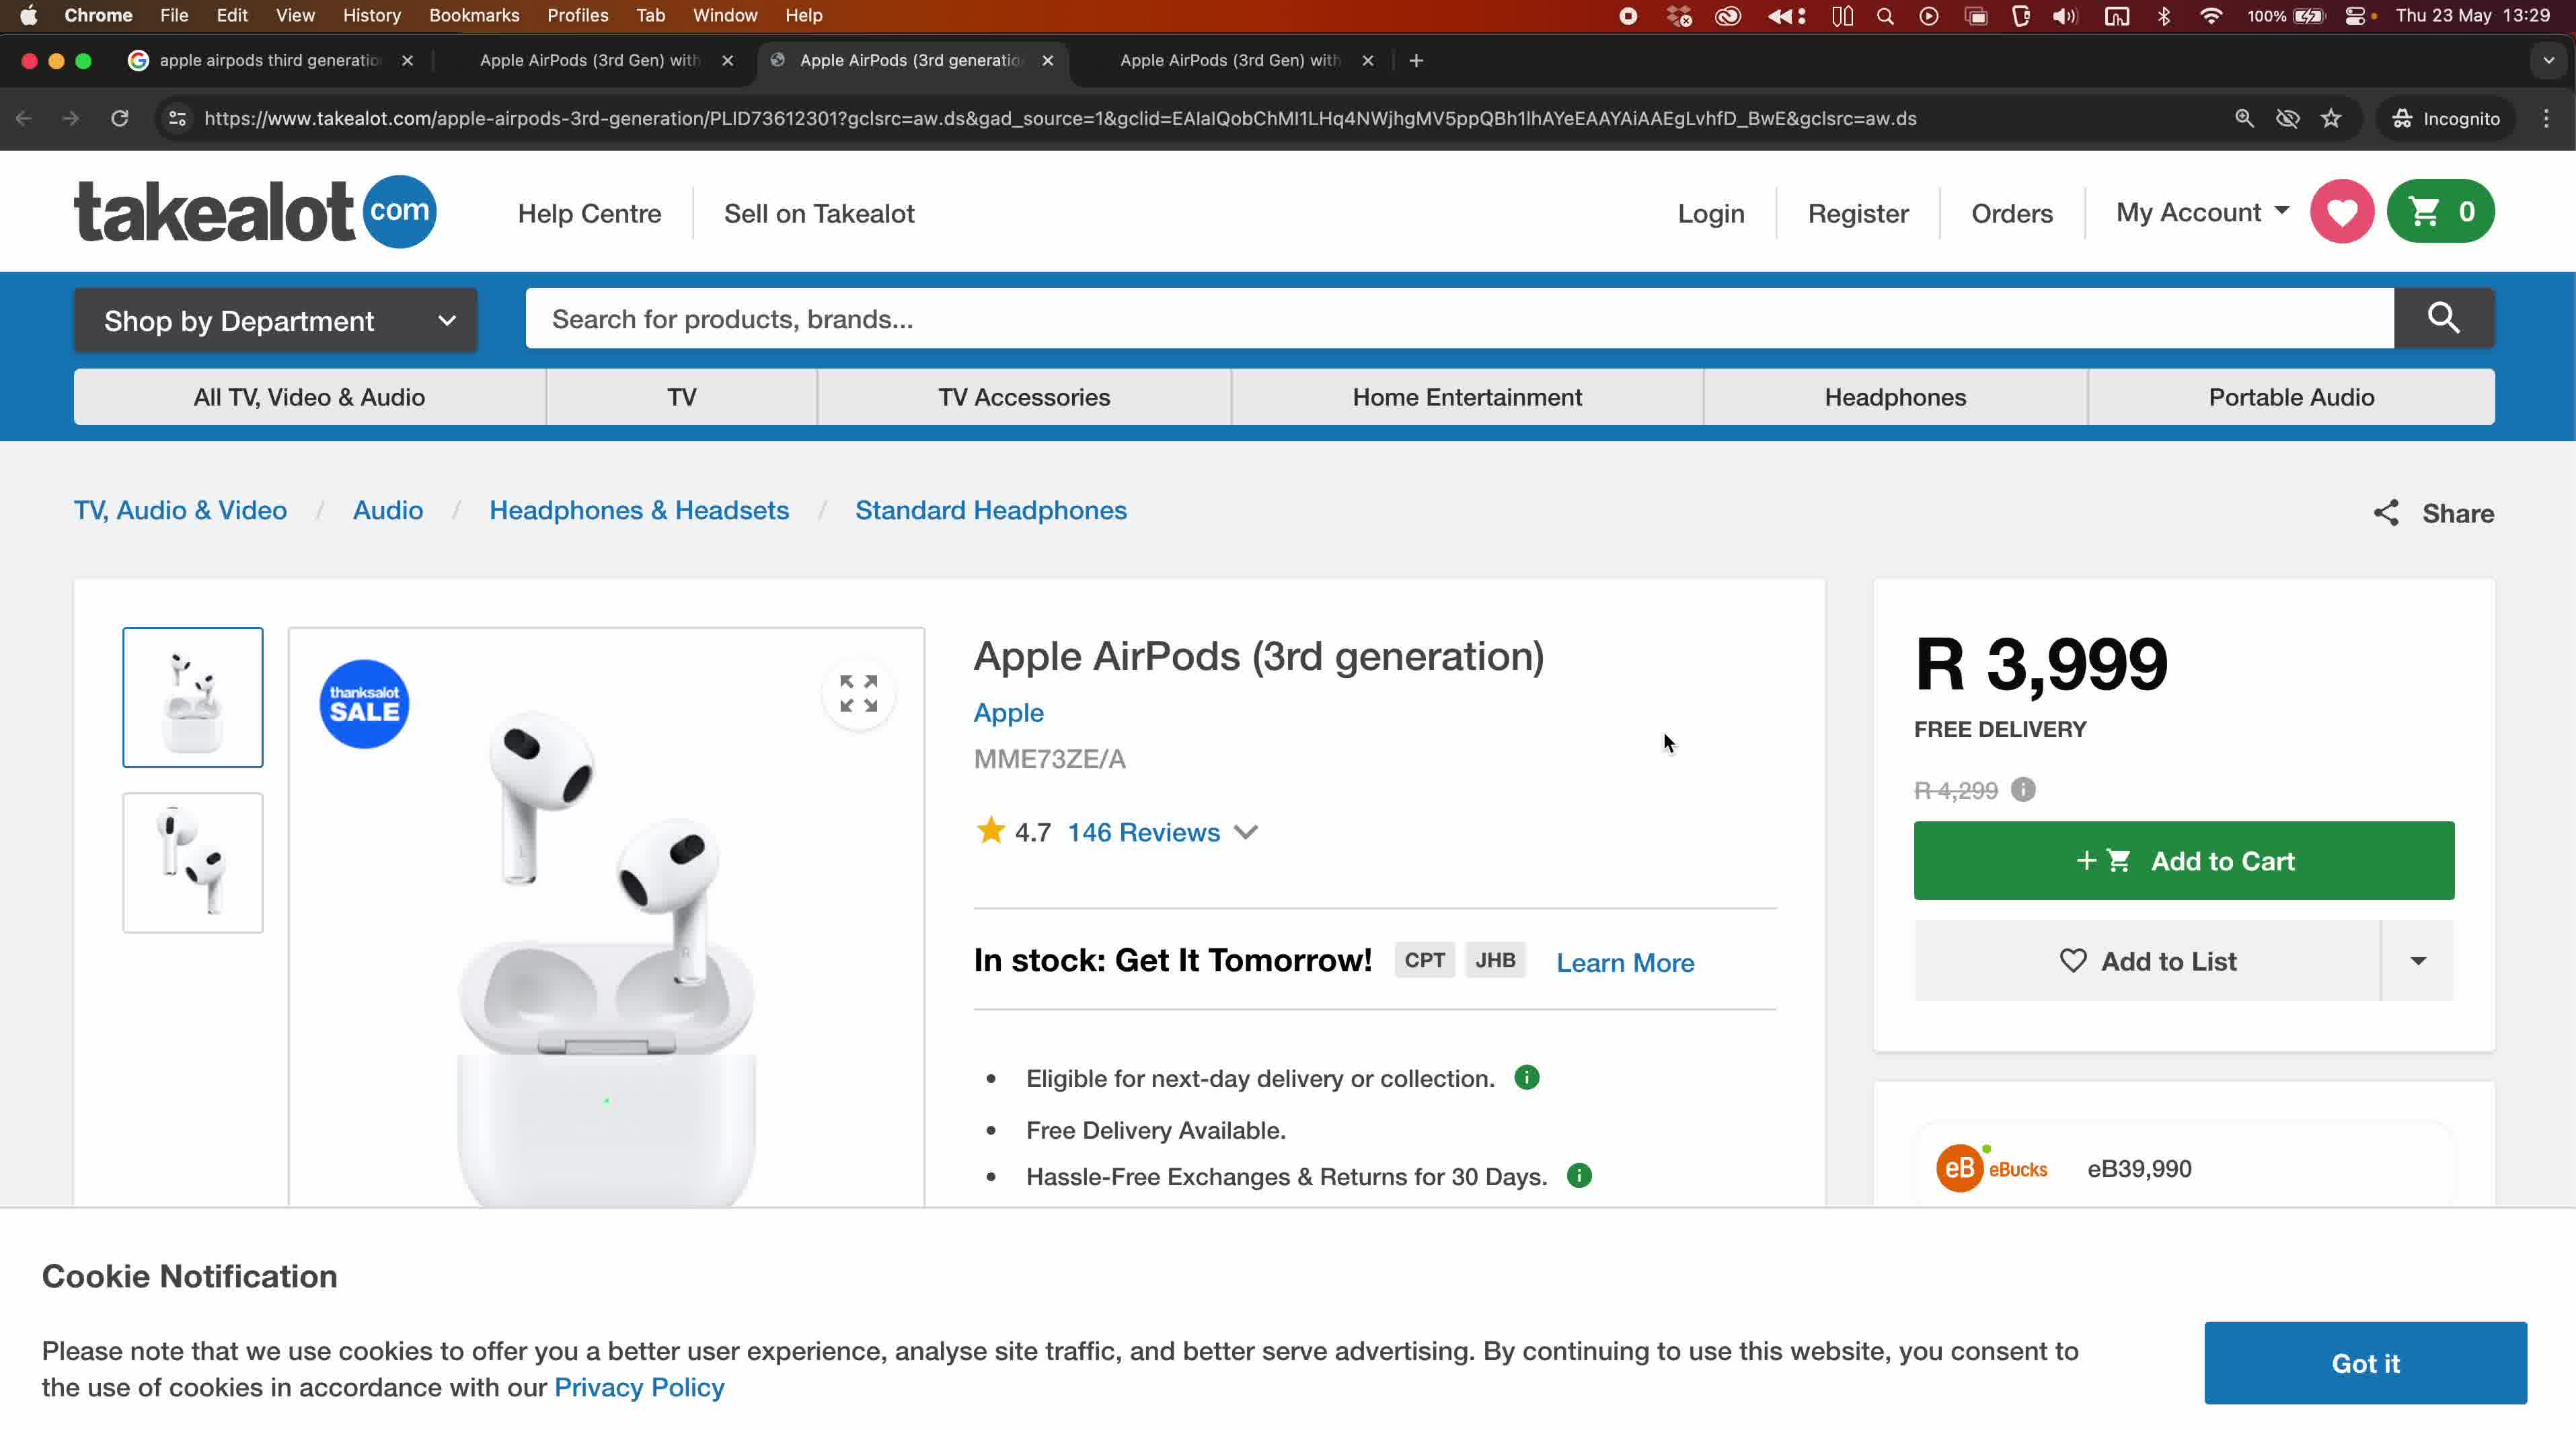 Chrome File Edit View History Bookmarks Profiles Tab Window Help 100% Thu 23 May 13:29
apple airpods third generatio Apple AirPods (3rd Gen) with Apple AirPods (3rd generatio Apple AirPods (3rd Gen) with
https://www.takealot.com/apple-airpods-3rd-generation/PLID73612301?gclsrc=aw.ds&gad_source=1&gclid=EAIaIQobChMI1LHq4NWjhgMV5ppQBh1lhAYeEAAYAiAAEgLvhfD_BwE&gclsrc=aw.ds Incognito
takealot com Help Centre Sell on Takealot Login Register Orders My Account 0
Shop by Department Search for products, brands...
All TV, Video & Audio TV TV Accessories Home Entertainment Headphones Portable Audio
TV, Audio & Video / Audio / Headphones & Headsets / Standard Headphones Share
thanksalot
SALE
Apple AirPods (3rd generation)
Apple
MME73ZE/A
4.7 146 Reviews
In stock: Get It Tomorrow! CPT JHB Learn More
• Eligible for next-day delivery or collection.
• Free Delivery Available.
• Hassle-Free Exchanges & Returns for 30 Days.
R 3,999
FREE DELIVERY
R 4,299
+ Add to Cart
Add to List
eB eBucks eB39,990
Cookie Notification
Please note that we use cookies to offer you a better user experience, analyse site traffic, and better serve advertising. By continuing to use this website, you consent to
the use of cookies in accordance with our Privacy Policy
Got it